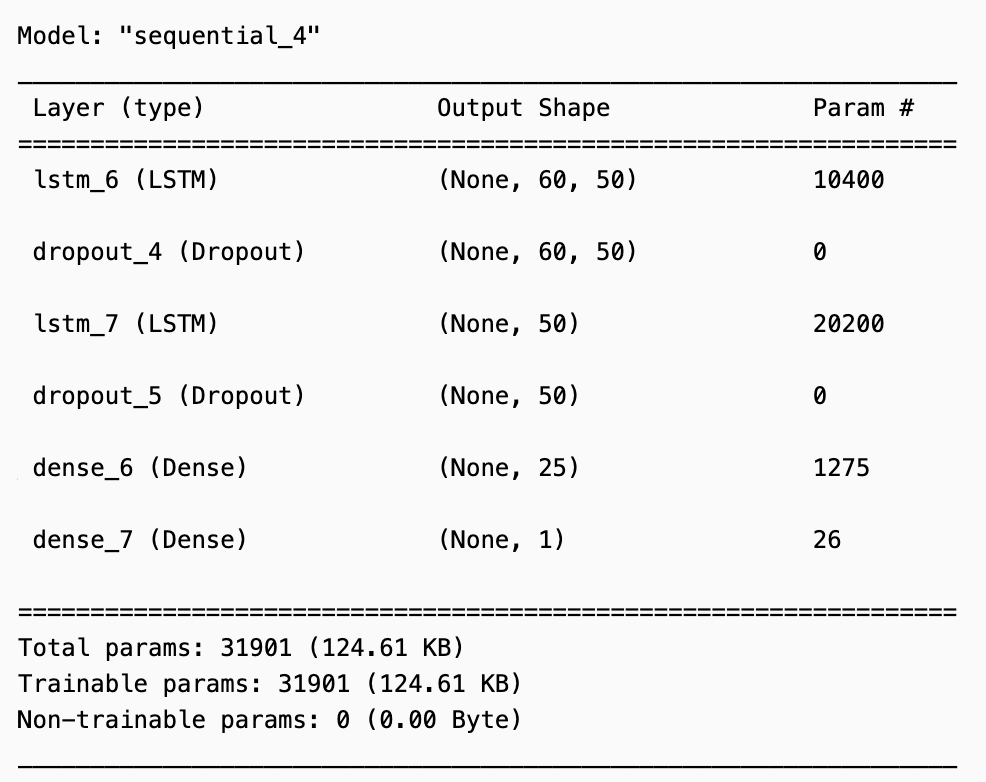 Model: "sequential_4"
_________________________________________________________________
Layer (type)                Output Shape              Param #
=================================================================
lstm_6 (LSTM)               (None, 60, 50)            10400
dropout_4 (Dropout)         (None, 60, 50)            0
lstm_7 (LSTM)               (None, 50)                20200
dropout_5 (Dropout)         (None, 50)                0
dense_6 (Dense)             (None, 25)                1275
dense_7 (Dense)             (None, 1)                 26
=================================================================
Total params: 31901 (124.61 KB)
Trainable params: 31901 (124.61 KB)
Non-trainable params: 0 (0.00 Byte)
_________________________________________________________________